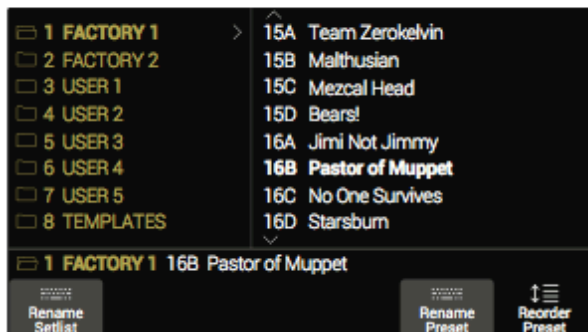 1 FACTORY 1 >
2 FACTORY 2
3 USER 1
4 USER 2
5 USER 3
6 USER 4
7 USER 5
8 TEMPLATES
15A Team Zerokelvin
15B Malthusian
15C Mezcal Head
15D Bears!
16A Jimi Not Jimmy
16B Pastor of Muppet
16C No One Survives
16D Starsburn
1 FACTORY 1 16B Pastor of Muppet
Rename
Setlist
Rename
Preset
Reorder
Preset